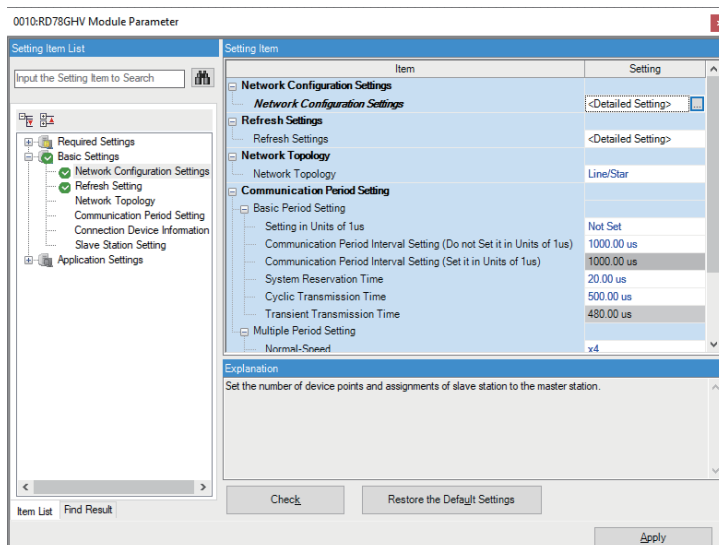 0010:RD78GHV Module Parameter
Setting Item List
Input the Setting Item to Search
Required Settings
Basic Settings
Network Configuration Settings
Refresh Setting
Network Topology
Communication Period Setting
Connection Device Information
Slave Station Setting
Application Settings
Item List
Find Result
Setting Item
Item Setting
Network Configuration Settings
Network Configuration Settings <Detailed Setting> ...
Refresh Settings
Refresh Settings <Detailed Setting>
Network Topology
Network Topology Line/Star
Communication Period Setting
Basic Period Setting
Setting in Units of 1us Not Set
Communication Period Interval Setting (Do not Set it in Units of 1us) 1000.00 us
Communication Period Interval Setting (Set it in Units of 1us) 1000.00 us
System Reservation Time 20.00 us
Cyclic Transmission Time 500.00 us
Transient Transmission Time 480.00 us
Multiple Period Setting
Normal-Speed x4
Explanation
Set the number of device points and assignments of slave station to the master station.
Check
Restore the Default Settings
Apply